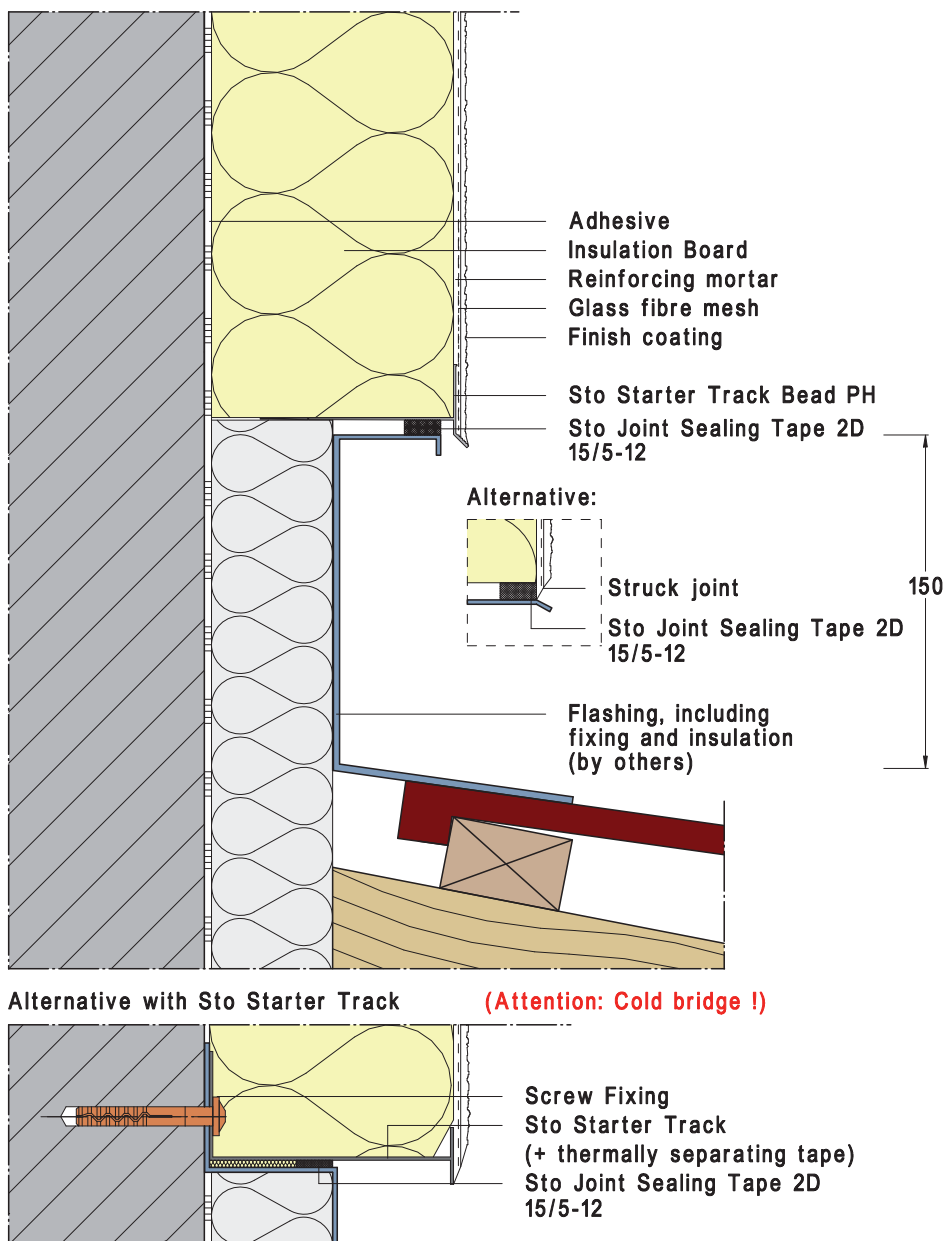 Adhesive
Insulation Board
Reinforcing mortar
Glass fibre mesh
Finish coating
Sto Starter Track Bead PH
Sto Joint Sealing Tape 2D
15/5-12
Alternative:
Struck joint
150
Sto Joint Sealing Tape 2D
15/5-12
Flashing, including
fixing and insulation
(by others)
Alternative with Sto Starter Track (Attention: Cold bridge !)
Screw Fixing
Sto Starter Track
(+ thermally separating tape)
Sto Joint Sealing Tape 2D
15/5-12